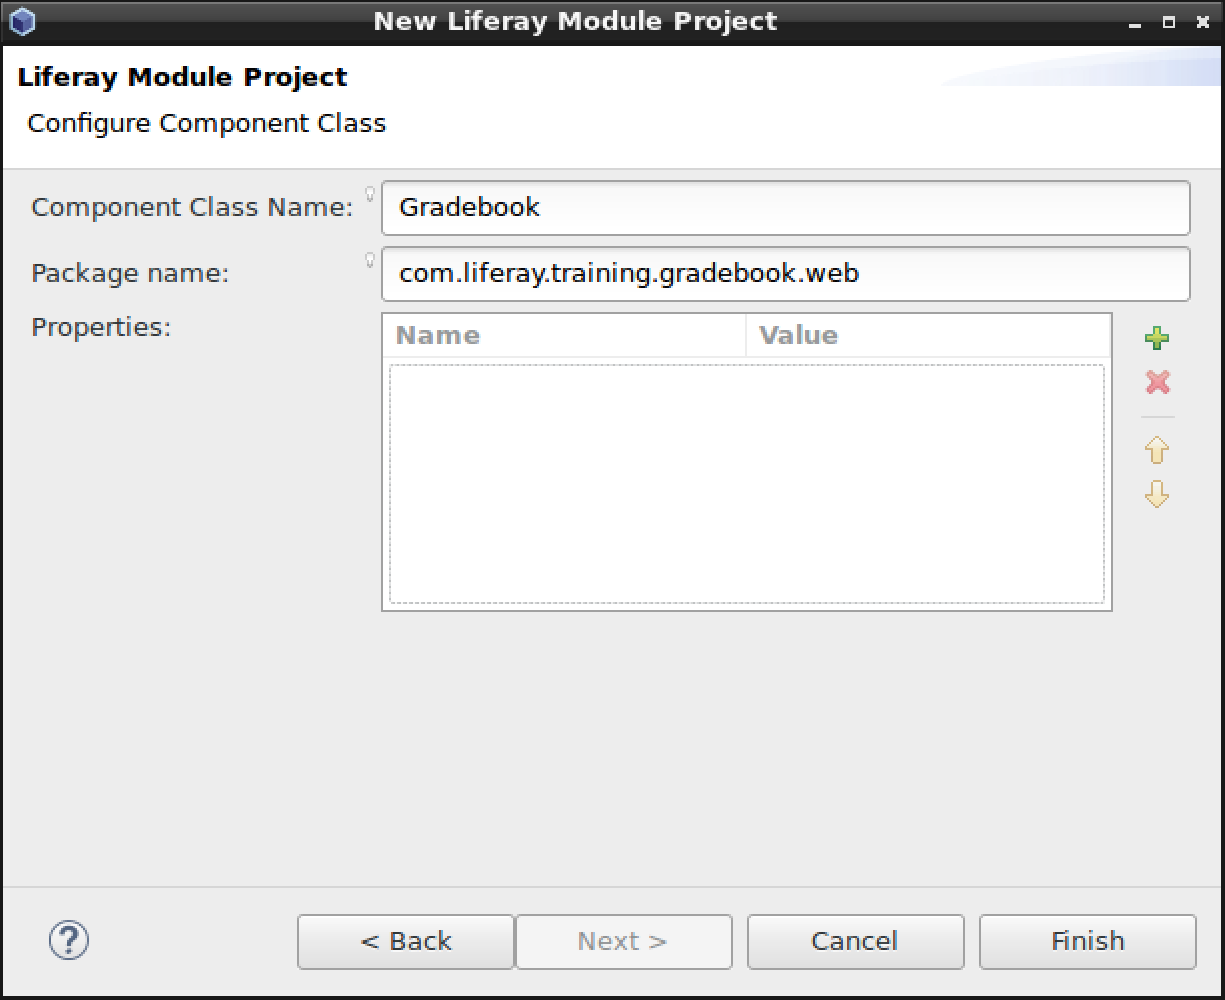 New Liferay Module Project
Liferay Module Project
Configure Component Class
Component Class Name: Gradebook
Package name: com.liferay.training.gradebook.web
Properties: Name Value
? < Back Next > Cancel Finish